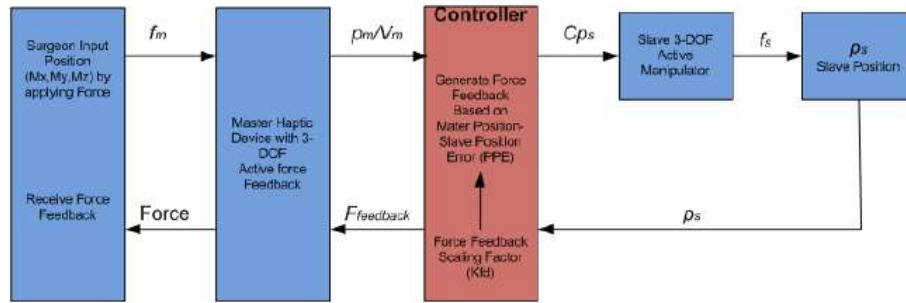 Surgeon Input
Position
(Mx,My,Mz) by
applying Force
Receive Force
Feedback
fm
Force
Master Haptic
Device with 3-
DOF
Active force
Feedback
pm/Vm
Ffeedback
Controller
Generate Force
Feedback
Based on
Mater Position-
Slave Position
Error (PPE)
Force Feedback
Scaling Factor
(Kfd)
Cps
Slave 3-DOF
Active
Manipulator
fs
ps
Slave Position
ps